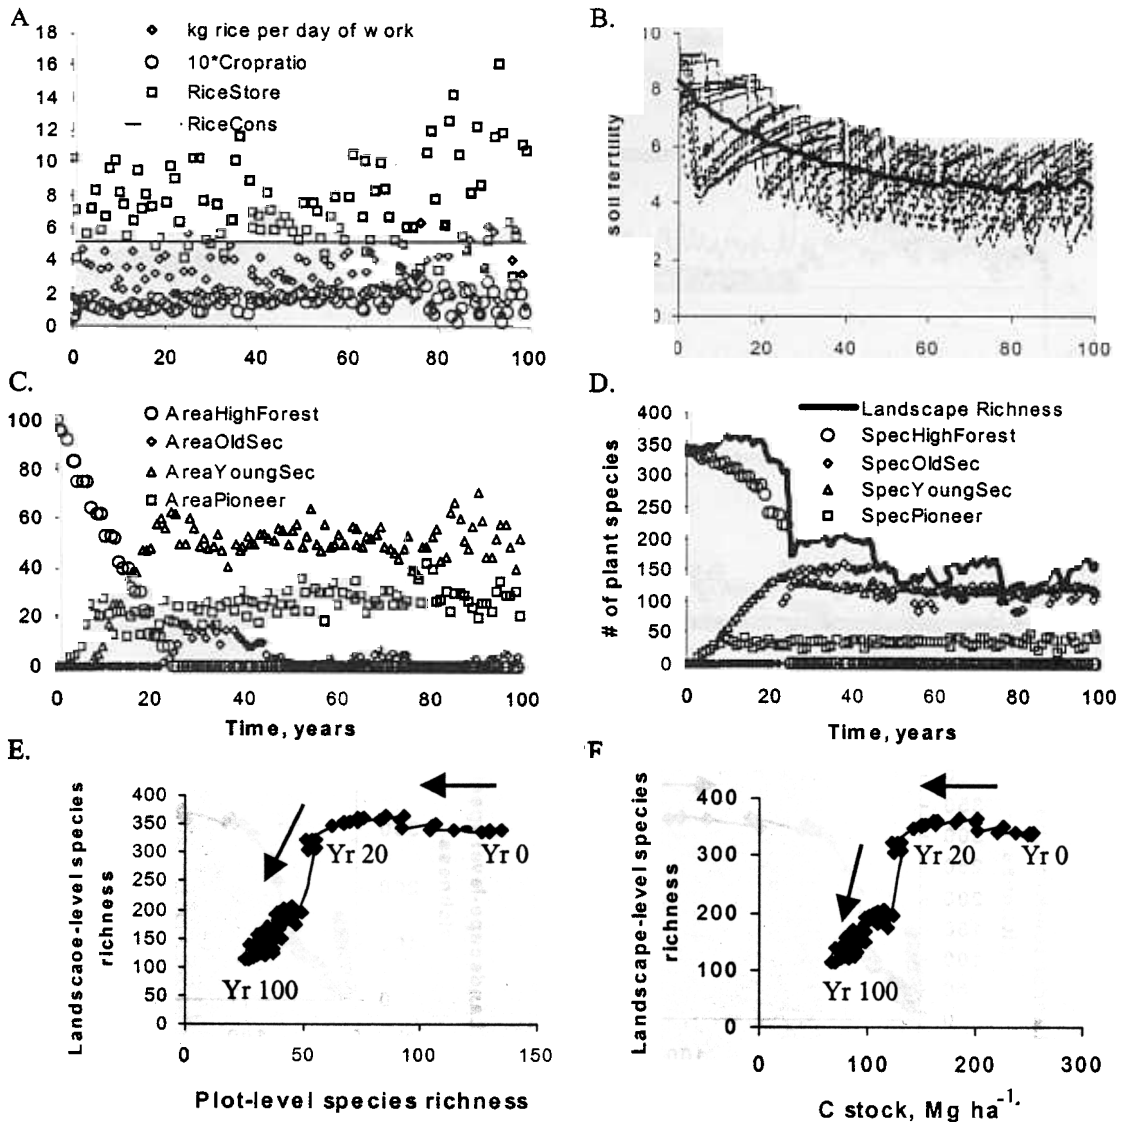 A
18
16
14
12
10
8
6
4
2
0
kg rice per day of work
10*Cropratio
RiceStore
RiceCons
0 20 40 60 80 100
B.
10
8
6
4
2
0
soil fertility
0 20 40 60 80 100
C.
100
80
60
40
20
0
AreaHighForest
AreaOldSec
AreaYoungSec
AreaPioneer
0 20 40 60 80 100
Time, years
D.
400
350
300
250
200
150
100
50
0
# of plant species
Landscape Richness
SpecHighForest
SpecOldSec
SpecYoungSec
SpecPioneer
0 20 40 60 80 100
Time, years
E.
Landscaoe-level species
richness
400
350
300
250
200
150
100
50
0
Yr 20
Yr 0
Yr 100
0 50 100 150
Plot-level species richness
F
Landscape-level species
richness
400
300
200
100
0
Yr 20
Yr 0
Yr 100
0 100 200 300
C stock, Mg ha⁻¹·